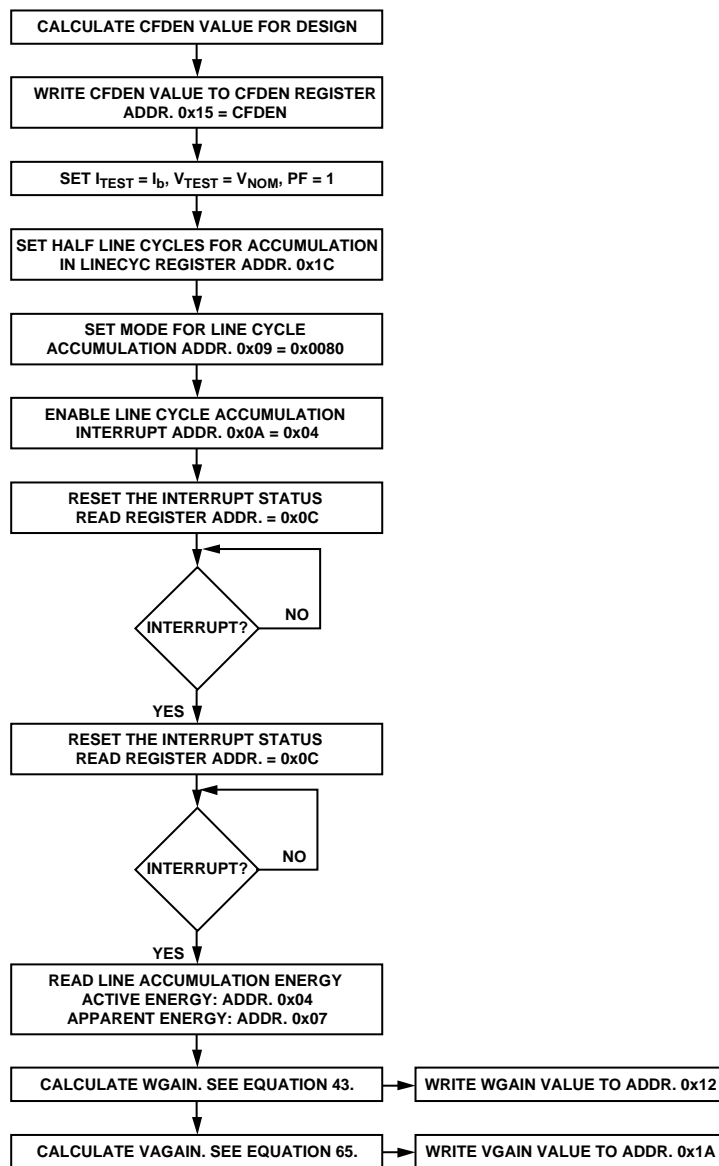 CALCULATE CFDEN VALUE FOR DESIGN
WRITE CFDEN VALUE TO CFDEN REGISTER
ADDR. 0x15 = CFDEN
SET I_TEST = I_b, V_TEST = V_NOM, PF = 1
SET HALF LINE CYCLES FOR ACCUMULATION
IN LINECYC REGISTER ADDR. 0x1C
SET MODE FOR LINE CYCLE
ACCUMULATION ADDR. 0x09 = 0x0080
ENABLE LINE CYCLE ACCUMULATION
INTERRUPT ADDR. 0x0A = 0x04
RESET THE INTERRUPT STATUS
READ REGISTER ADDR. = 0x0C
INTERRUPT?
NO
YES
RESET THE INTERRUPT STATUS
READ REGISTER ADDR. = 0x0C
INTERRUPT?
NO
YES
READ LINE ACCUMULATION ENERGY
ACTIVE ENERGY: ADDR. 0x04
APPARENT ENERGY: ADDR. 0x07
CALCULATE WGAIN. SEE EQUATION 43.
WRITE WGAIN VALUE TO ADDR. 0x12
CALCULATE VAGAIN. SEE EQUATION 65.
WRITE VGAIN VALUE TO ADDR. 0x1A